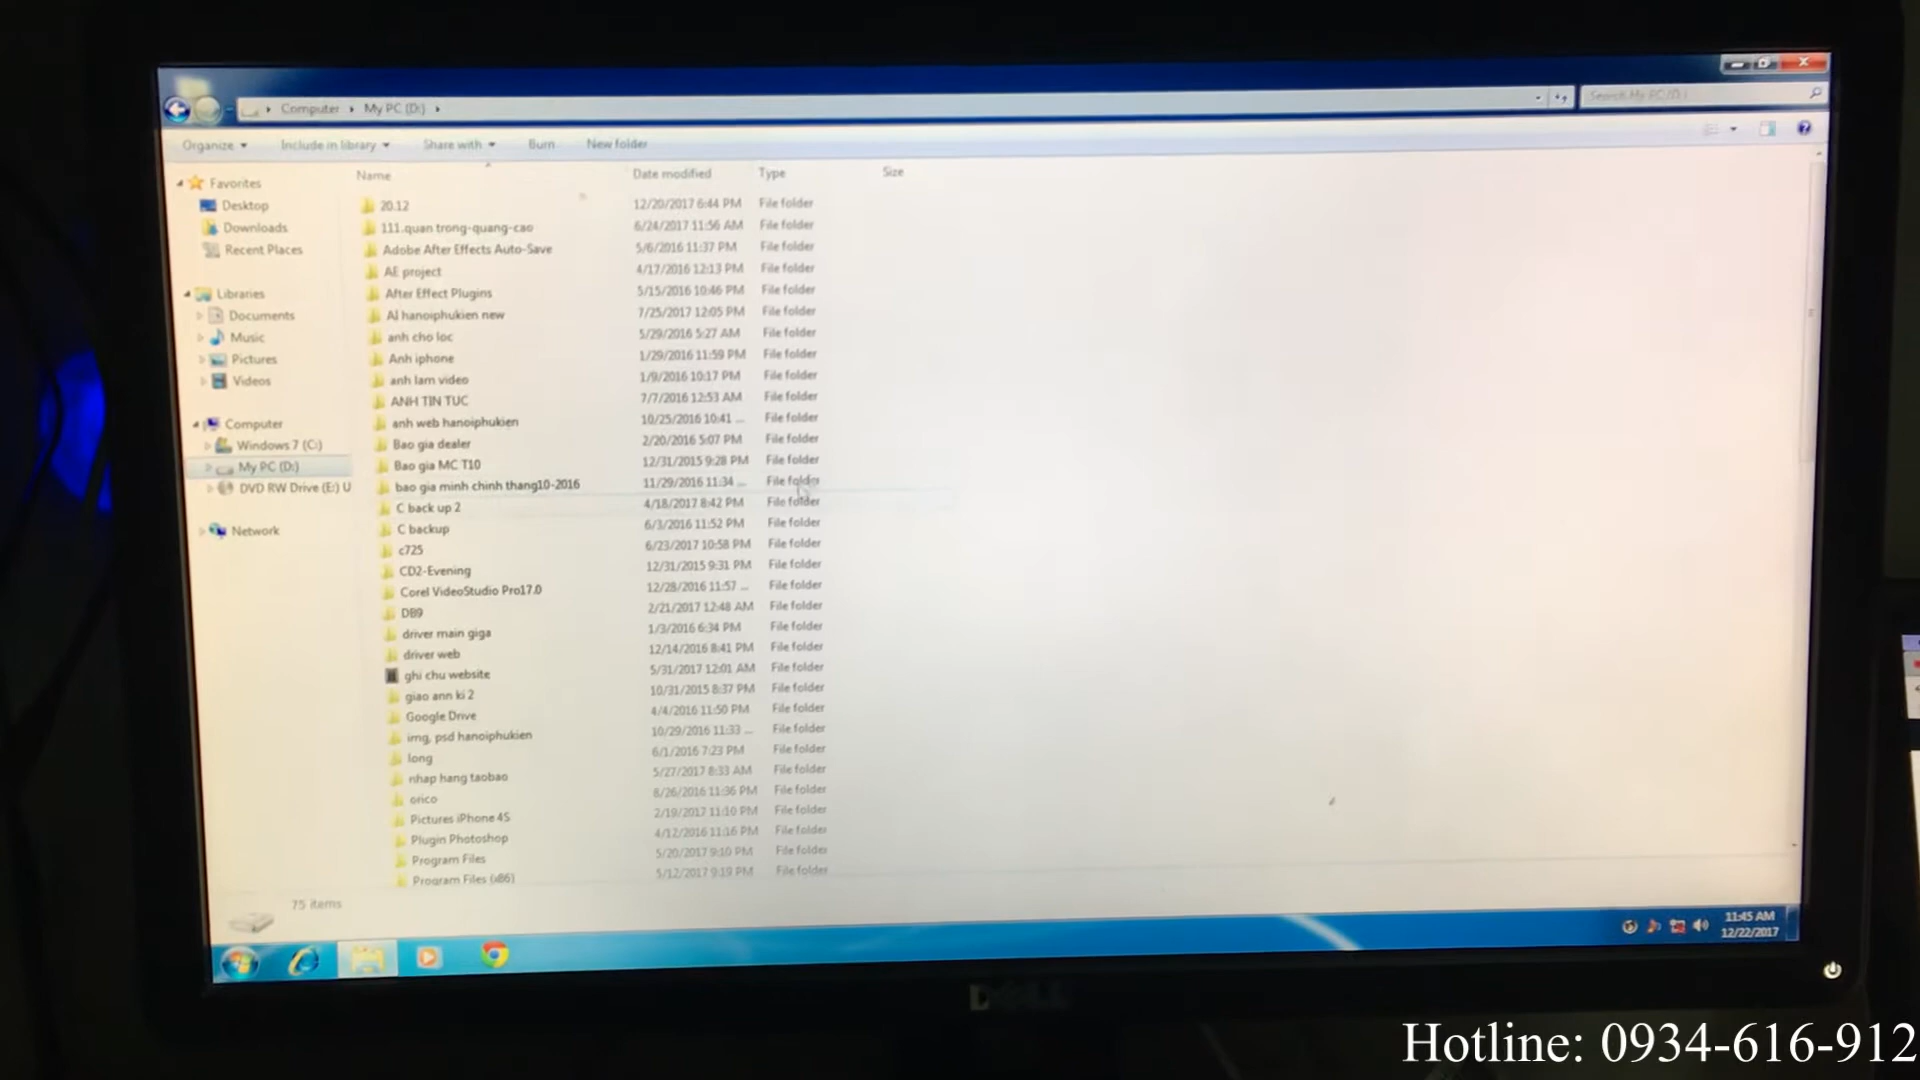 Computer My PC (D:)
Search My PC (D:)
Organize Include in library Share with Burn New folder
Name Date modified Type Size
20.12 12/20/2017 6:44 PM File folder
111.quan trong-quang-cao 6/24/2017 11:56 AM File folder
Adobe After Effects Auto-Save 5/6/2016 11:37 PM File folder
AE project 4/17/2016 12:13 PM File folder
After Effect Plugins 5/15/2016 10:46 PM File folder
AI hanoiphukien new 7/25/2017 12:05 PM File folder
anh cho loc 5/29/2016 5:27 AM File folder
Anh iphone 1/29/2016 11:59 PM File folder
anh lam video 1/9/2016 10:17 PM File folder
ANH TIN TUC 7/7/2016 12:53 AM File folder
anh web hanoiphukien 10/25/2016 10:41 ... File folder
Bao gia dealer 2/20/2016 5:07 PM File folder
Bao gia MC T10 12/31/2015 9:28 PM File folder
bao gia minh chinh thang10-2016 11/29/2016 11:34 ... File folder
C back up 2 4/18/2017 8:42 PM File folder
C backup 6/3/2016 11:52 PM File folder
c725 6/23/2017 10:58 PM File folder
CD2-Evening 12/31/2015 9:31 PM File folder
Corel VideoStudio Pro17.0 12/28/2016 11:57 ... File folder
DB9 2/21/2017 12:48 AM File folder
driver main giga 1/3/2016 6:34 PM File folder
driver web 12/14/2016 8:41 PM File folder
ghi chu website 5/31/2017 12:01 AM File folder
giao ann ki 2 10/31/2015 8:37 PM File folder
Google Drive 4/4/2016 11:50 PM File folder
img, psd hanoiphukien 10/29/2016 11:33 ... File folder
long 6/1/2016 7:23 PM File folder
nhap hang taobao 5/27/2017 8:33 AM File folder
orico 8/26/2016 11:36 PM File folder
Pictures iPhone 4S 2/19/2017 11:10 PM File folder
Plugin Photoshop 4/12/2016 11:16 PM File folder
Program Files 5/20/2017 9:10 PM File folder
Program Files (x86) 5/12/2017 9:19 PM File folder
Favorites
Desktop
Downloads
Recent Places
Libraries
Documents
Music
Pictures
Videos
Computer
Windows 7 (C:)
My PC (D:)
DVD RW Drive (E:) U
Network
75 items
11:45 AM
12/22/2017
DELL
Hotline: 0934-616-912